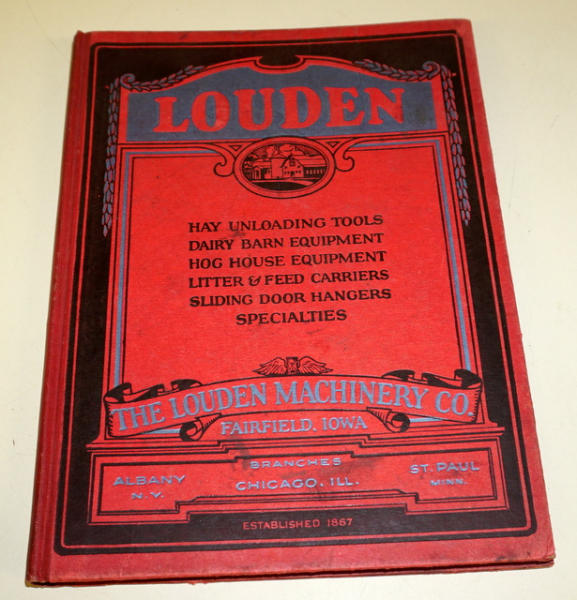 LOUDEN
HAY UNLOADING TOOLS
DAIRY BARN EQUIPMENT
HOG HOUSE EQUIPMENT
LITTER & FEED CARRIERS
SLIDING DOOR HANGERS
SPECIALTIES
THE LOUDEN MACHINERY CO.
FAIRFIELD, IOWA
BRANCHES
ALBANY N.Y.
CHICAGO, ILL.
ST. PAUL MINN.
ESTABLISHED 1867